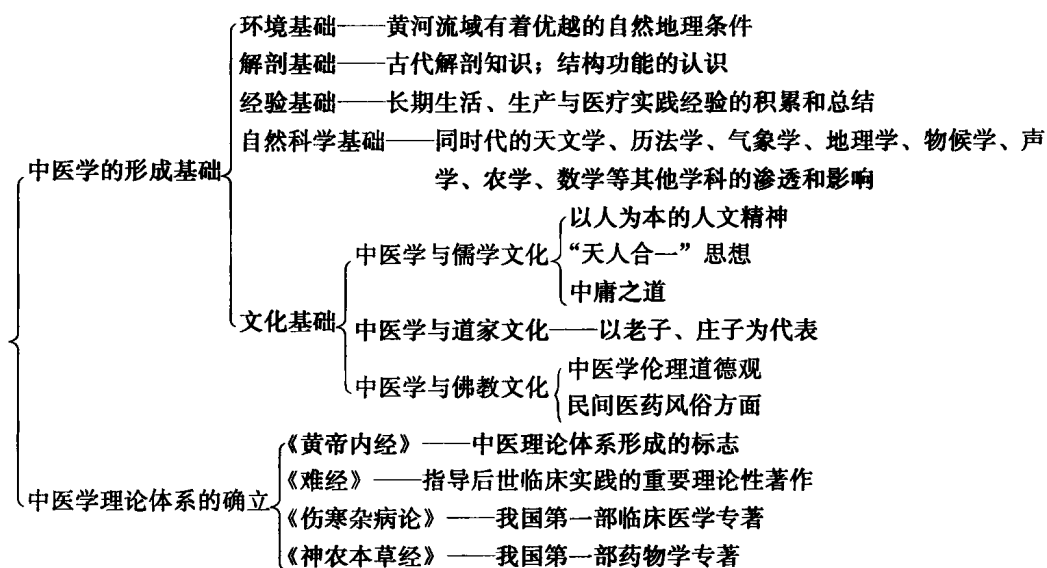 环境基础——黄河流域有着优越的自然地理条件
解剖基础——古代解剖知识；结构功能的认识
经验基础——长期生活、生产与医疗实践经验的积累和总结
自然科学基础——同时代的天文学、历法学、气象学、地理学、物候学、声
中医学的形成基础
学、农学、数学等其他学科的渗透和影响
以人为本的人文精神
中医学与儒学文化
“天人合一”思想
中庸之道
文化基础
中医学与道家文化——以老子、庄子为代表
中医学与佛教文化
中医学伦理道德观
民间医药风俗方面
《黄帝内经》——中医理论体系形成的标志
《难经》——指导后世临床实践的重要理论性著作
中医学理论体系的确立
《伤寒杂病论》——我国第一部临床医学专著
《神农本草经》——我国第一部药物学专著